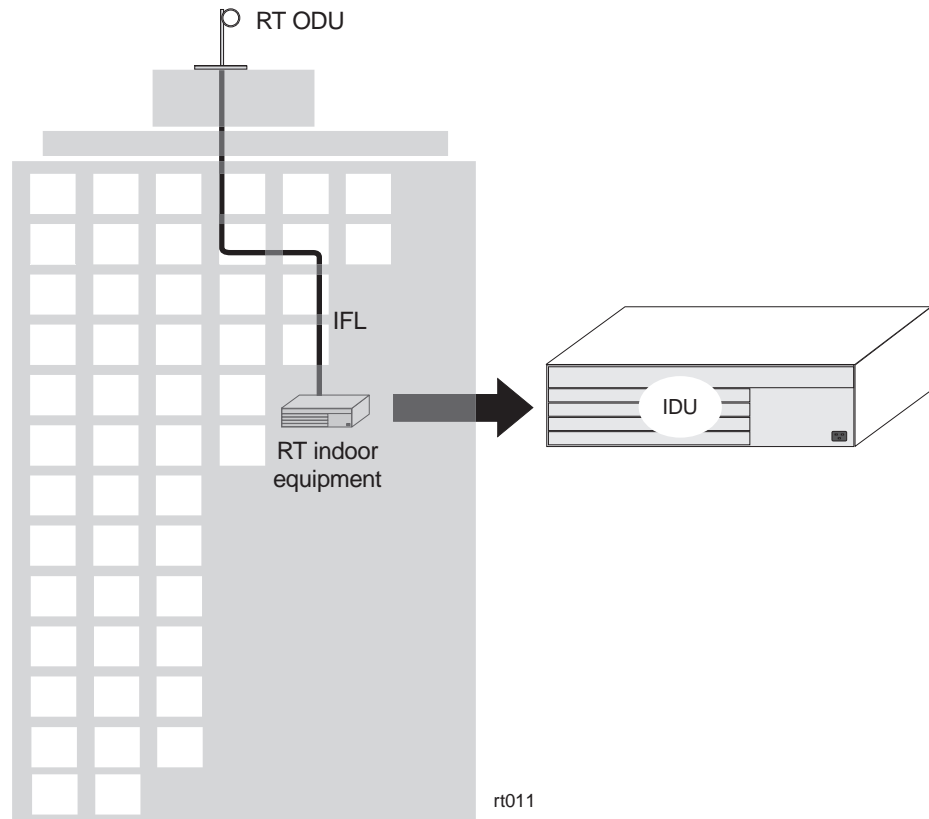 RT ODU
IFL
IDU
RT indoor
equipment
rt011